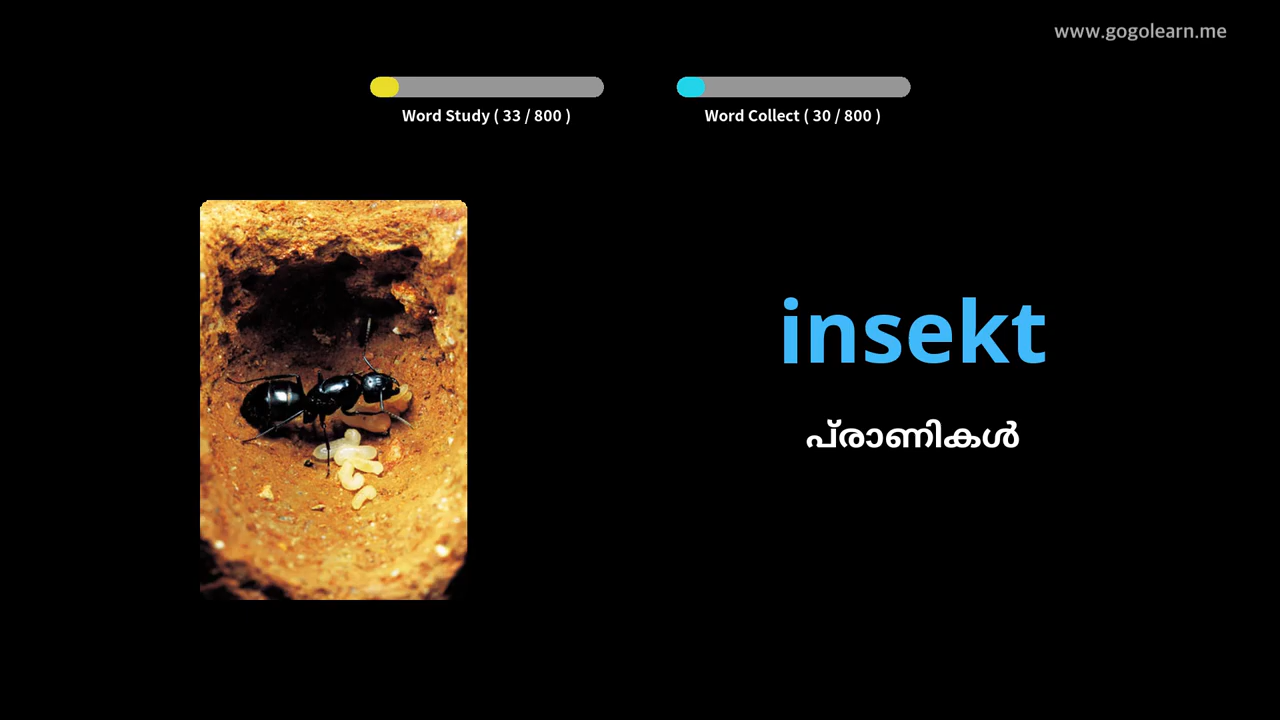 www.gogolearn.me
Word Study ( 33 / 800 )
Word Collect ( 30 / 800 )
insekt
പ്രാണികൾ